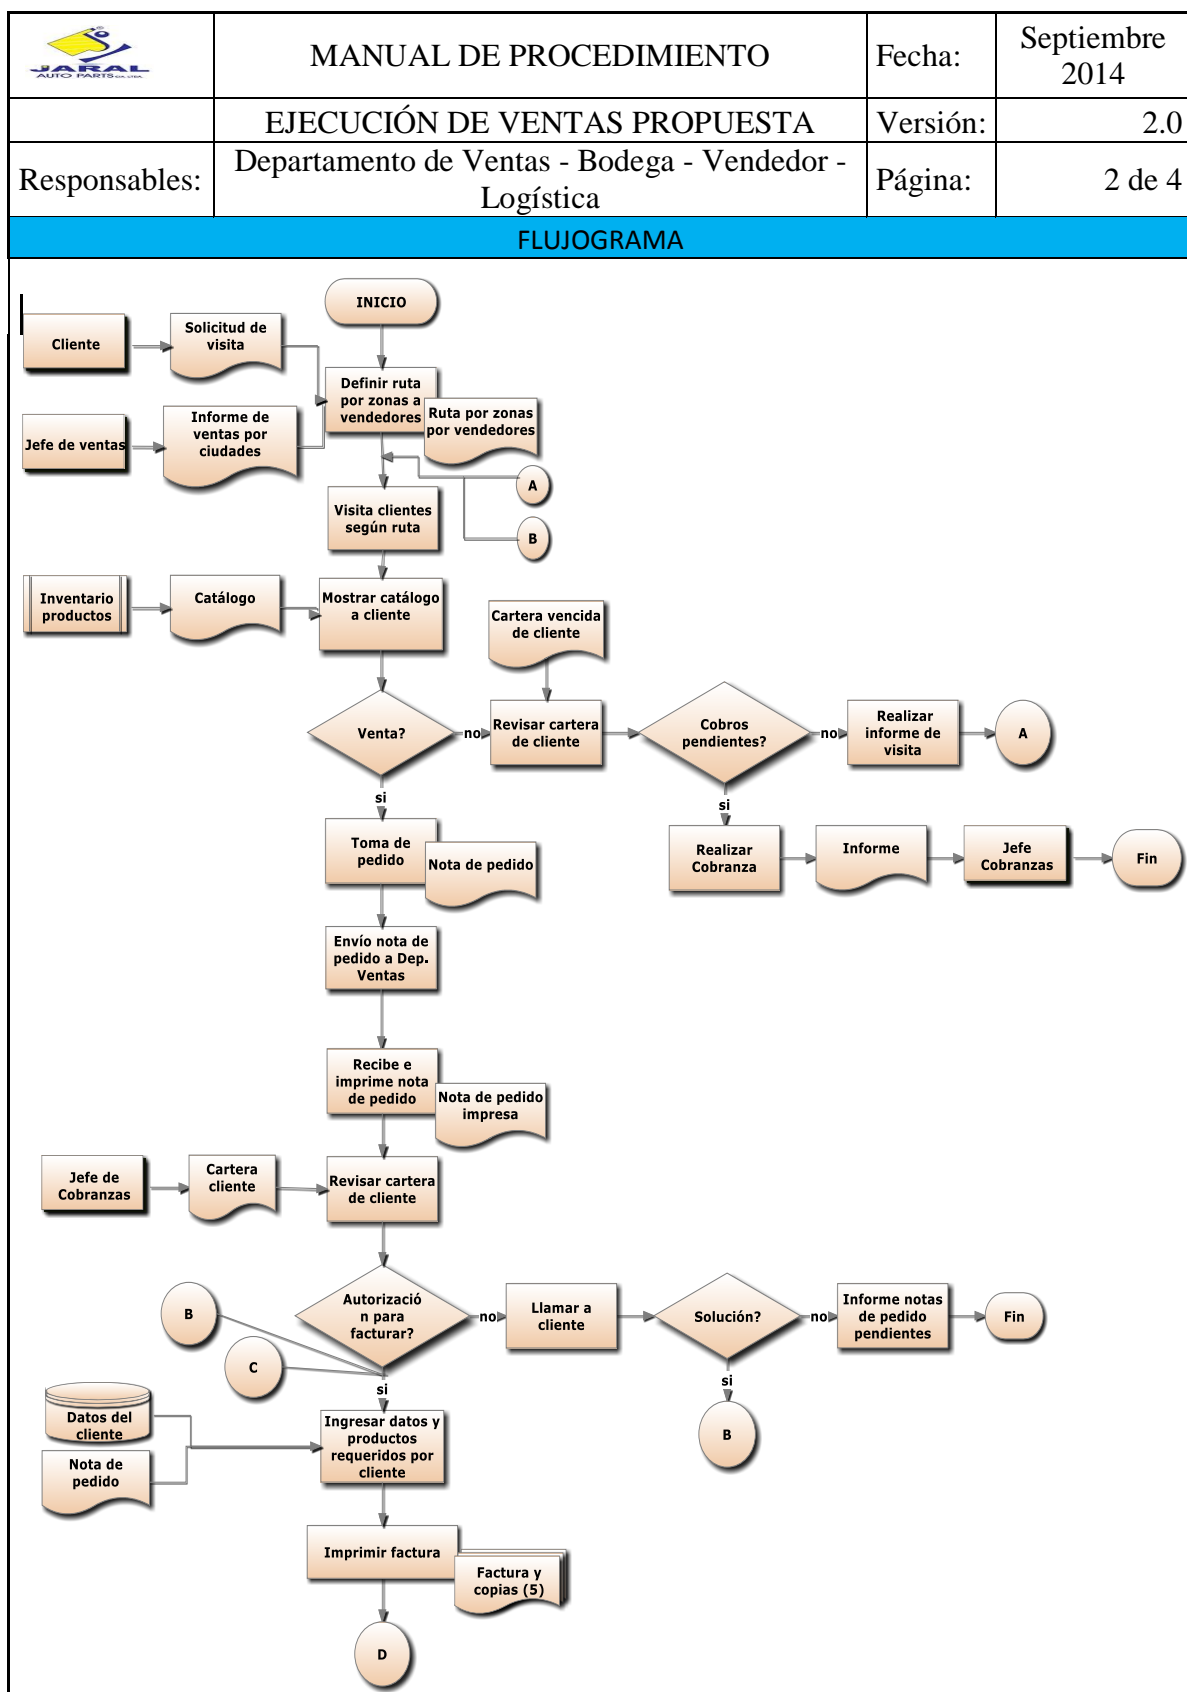 JARAL
AUTO PARTS CIA. LTDA.
MANUAL DE PROCEDIMIENTO
Fecha:
Septiembre
2014
EJECUCIÓN DE VENTAS PROPUESTA
Versión:
2.0
Responsables:
Departamento de Ventas - Bodega - Vendedor -
Logística
Página:
2 de 4
FLUJOGRAMA
INICIO
Cliente
Solicitud de
visita
Definir ruta
por zonas a
vendedores
Ruta por zonas
por vendedores
Jefe de ventas
Informe de
ventas por
ciudades
A
Visita clientes
según ruta
B
Inventario
productos
Catálogo
Mostrar catálogo
a cliente
Cartera vencida
de cliente
Venta?
no
Revisar cartera
de cliente
Cobros
pendientes?
no
Realizar
informe de
visita
A
si
si
Toma de
pedido
Nota de pedido
Realizar
Cobranza
Informe
Jefe
Cobranzas
Fin
Envío nota de
pedido a Dep.
Ventas
Recibe e
imprime nota
de pedido
Nota de pedido
impresa
Jefe de
Cobranzas
Cartera
cliente
Revisar cartera
de cliente
B
Autorizació
n para
facturar?
no
Llamar a
cliente
Solución?
no
Informe notas
de pedido
pendientes
Fin
C
si
si
Datos del
cliente
Ingresar datos y
productos
requeridos por
cliente
B
Nota de
pedido
Imprimir factura
Factura y
copias (5)
D